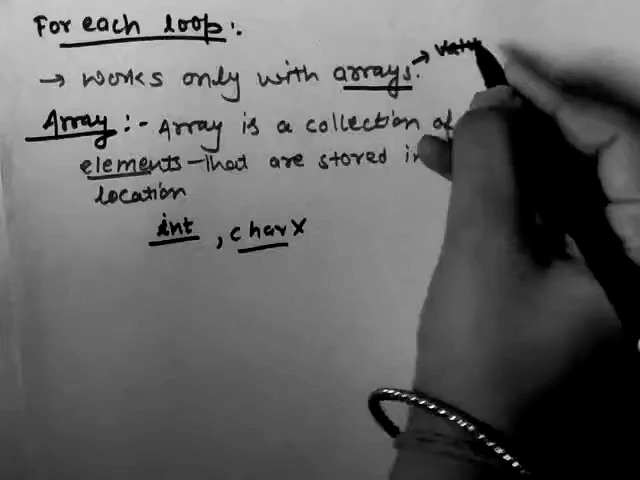 For each loop :.
→ Works only with arrays. →
Array :- Array is a collection of
elements that are stored in
location
int , char X